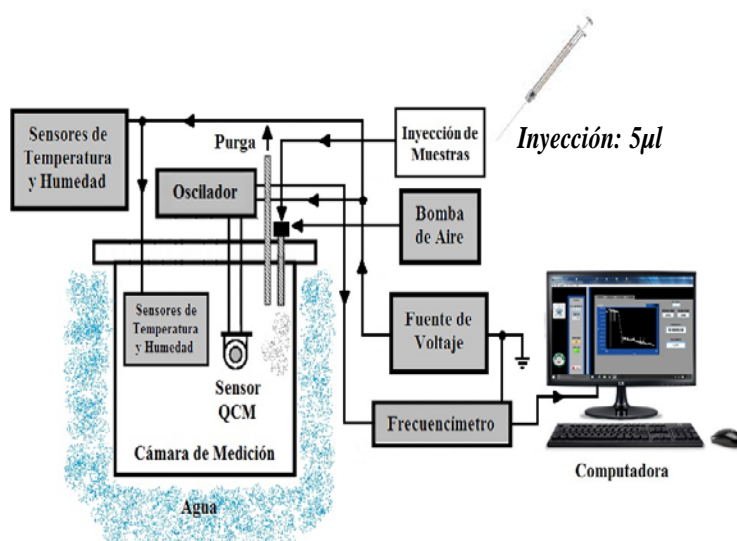 Sensores de
Temperatura
y Humedad
Purga
Inyección de
Muestras
Inyección: 5µl
Oscilador
Bomba
de Aire
Sensores de
Temperatura
y Humedad
Fuente de
Voltaje
Sensor
QCM
Frecuencímetro
Cámara de Medición
Computadora
Agua